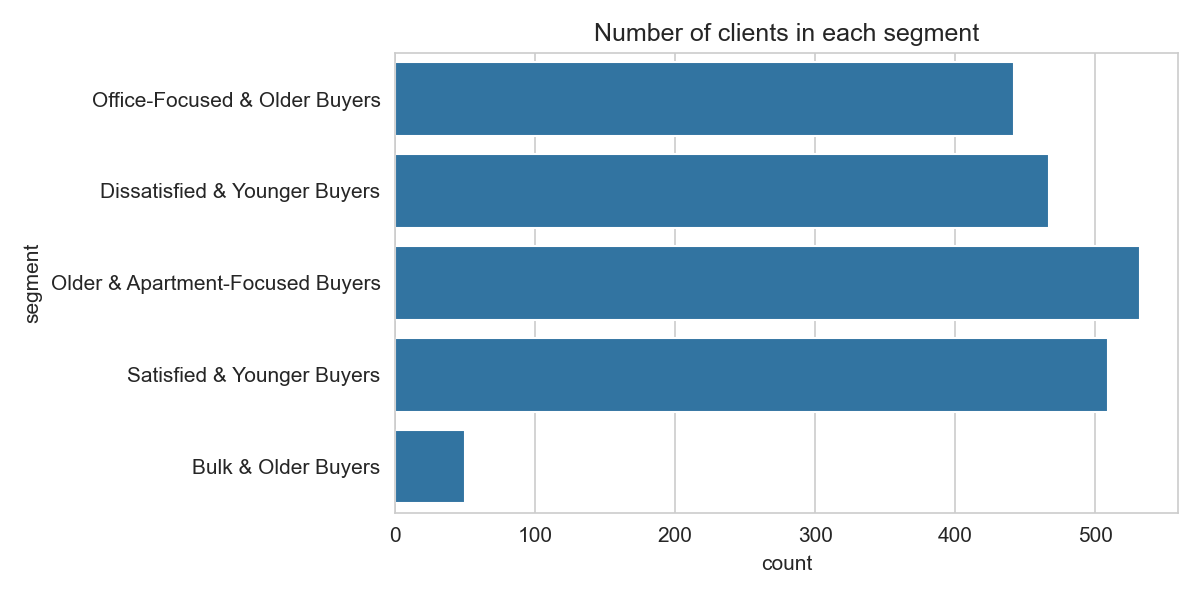 Number of clients in each segment
Office-Focused & Older Buyers
Dissatisfied & Younger Buyers
Older & Apartment-Focused Buyers
Satisfied & Younger Buyers
Bulk & Older Buyers
segment
0 100 200 300 400 500
count